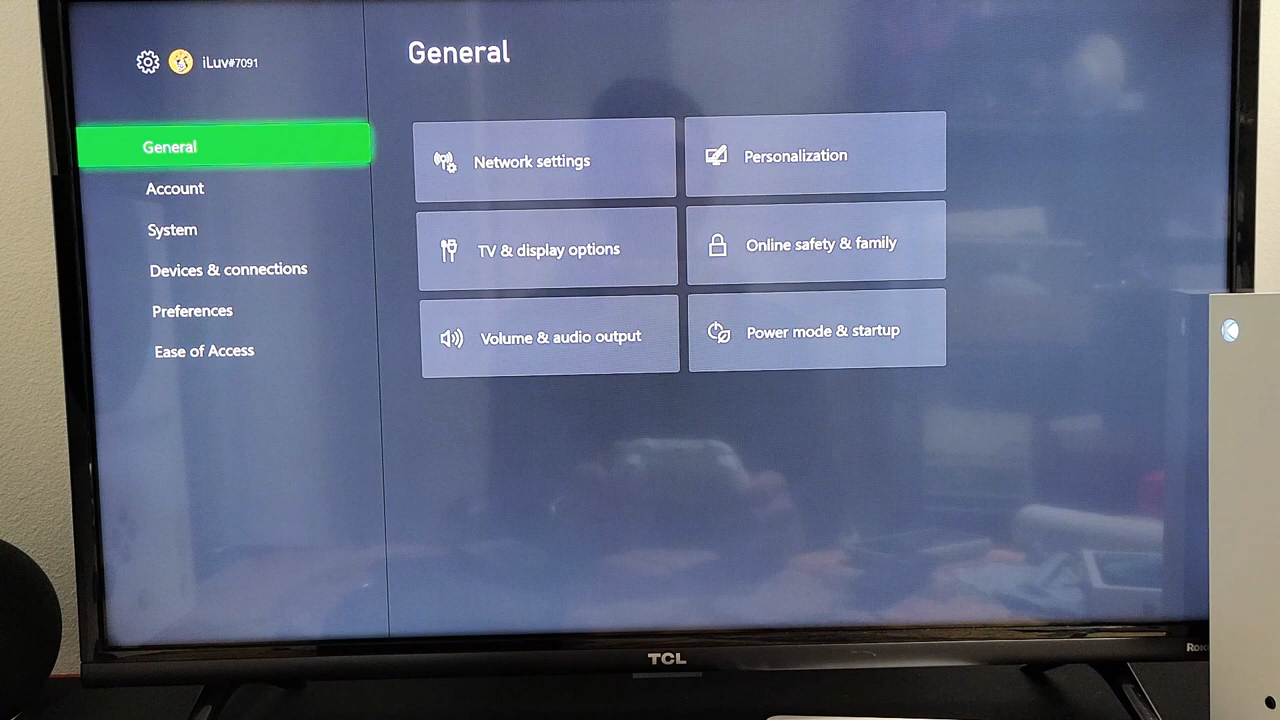 iLuv#7091
General
Account
System
Devices & connections
Preferences
Ease of Access
General
Network settings
Personalization
TV & display options
Online safety & family
Volume & audio output
Power mode & startup
TCL